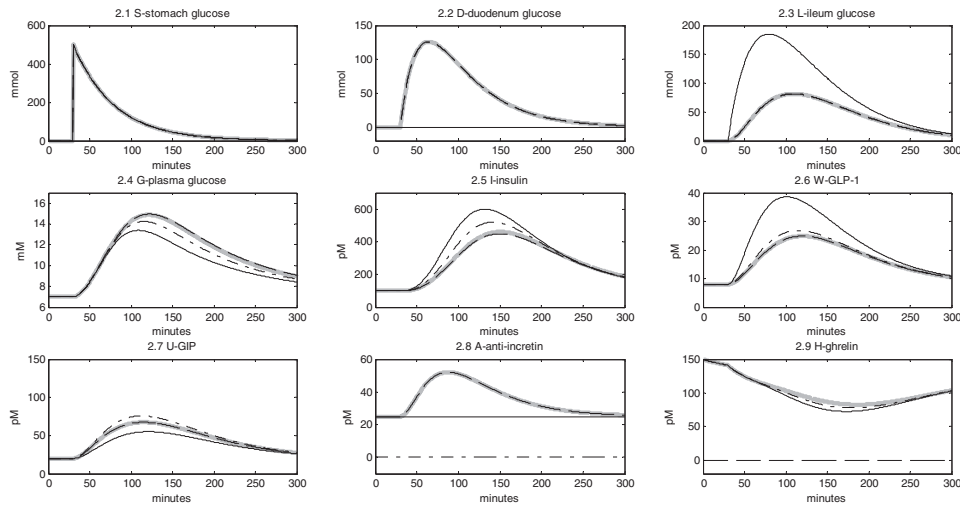 2.1 S-stomach glucose
600
400
200
0
mmol
0 50 100 150 200 250 300
minutes
2.2 D-duodenum glucose
150
100
50
0
mmol
0 50 100 150 200 250 300
minutes
2.3 L-ileum glucose
200
150
100
50
0
mmol
0 50 100 150 200 250 300
minutes
2.4 G-plasma glucose
16
14
12
10
8
6
mM
0 50 100 150 200 250 300
minutes
2.5 I-insulin
600
400
200
0
pM
0 50 100 150 200 250 300
minutes
2.6 W-GLP-1
40
30
20
10
0
pM
0 50 100 150 200 250 300
minutes
2.7 U-GIP
150
100
50
0
pM
0 50 100 150 200 250 300
minutes
2.8 A-anti-incretin
60
40
20
0
pM
0 50 100 150 200 250 300
minutes
2.9 H-ghrelin
150
100
50
0
pM
0 50 100 150 200 250 300
minutes